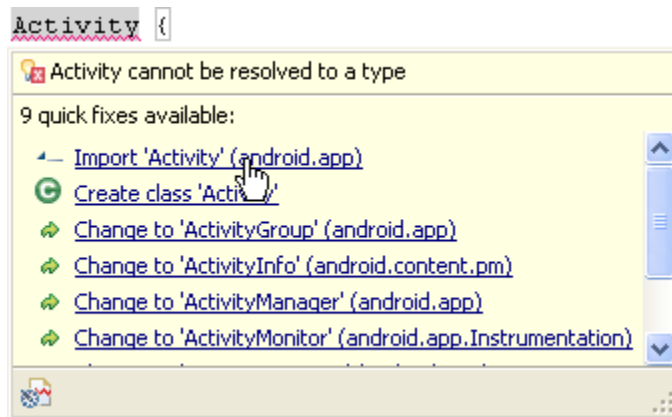 Activity {
Activity cannot be resolved to a type
9 quick fixes available:
Import 'Activity' (android.app)
Create class 'Activity'
Change to 'ActivityGroup' (android.app)
Change to 'ActivityInfo' (android.content.pm)
Change to 'ActivityManager' (android.app)
Change to 'ActivityMonitor' (android.app.Instrumentation)